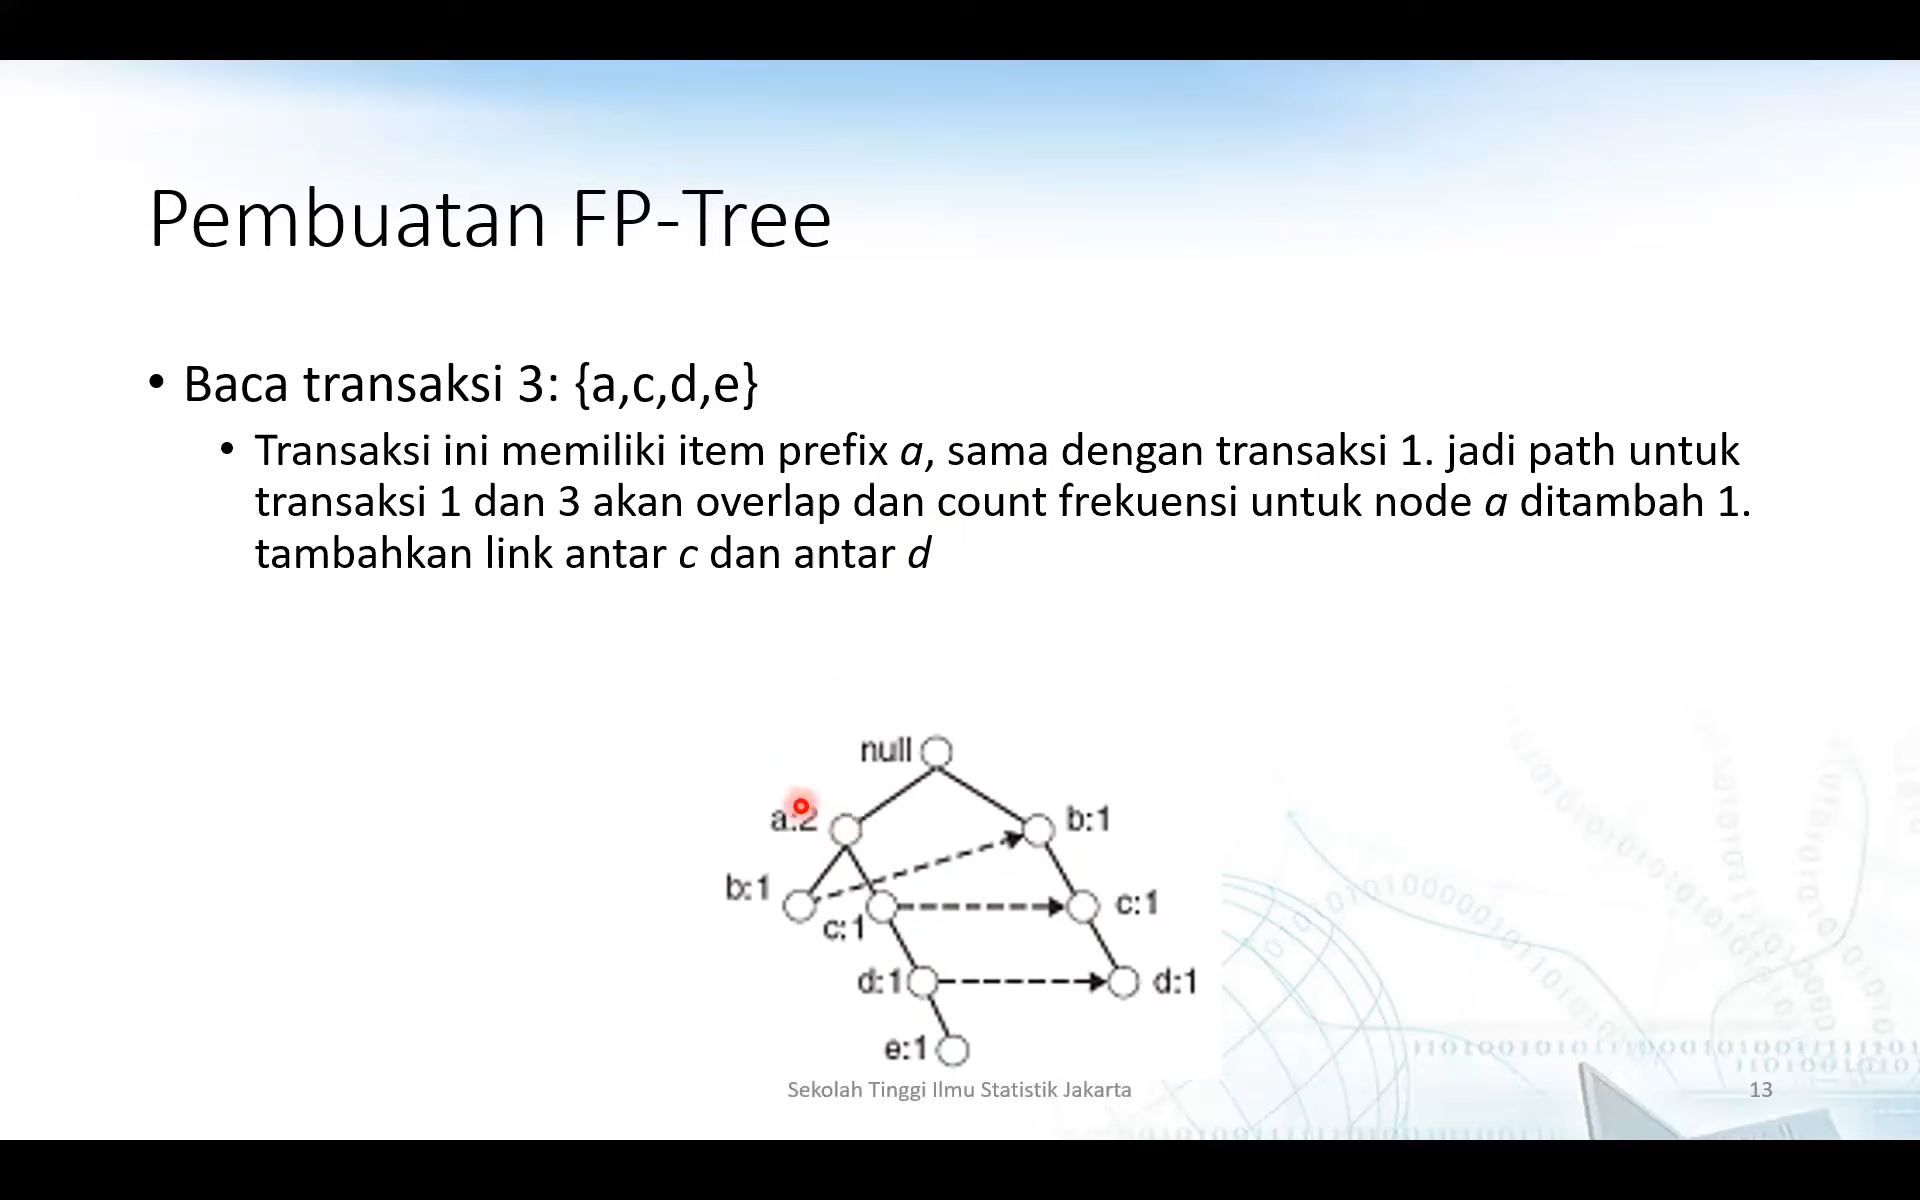 Pembuatan FP-Tree
• Baca transaksi 3: {a,c,d,e}
• Transaksi ini memiliki item prefix a, sama dengan transaksi 1. jadi path untuk
transaksi 1 dan 3 akan overlap dan count frekuensi untuk node a ditambah 1.
tambahkan link antar c dan antar d
null
a:2
b:1
b:1
c:1
c:1
d:1
d:1
e:1
Sekolah Tinggi Ilmu Statistik Jakarta
13